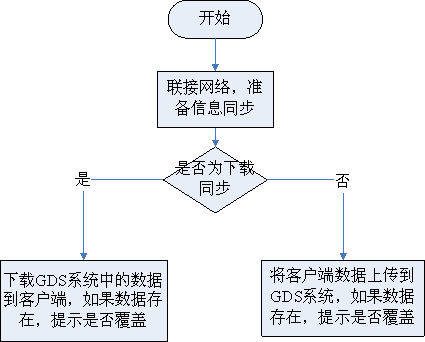 开始
联接网络，准
备信息同步
是否为下载
同步
是
否
下载GDS系统中的数据
到客户端，如果数据存
在，提示是否覆盖
将客户端数据上传到
GDS系统，如果数据
存在，提示是否覆盖